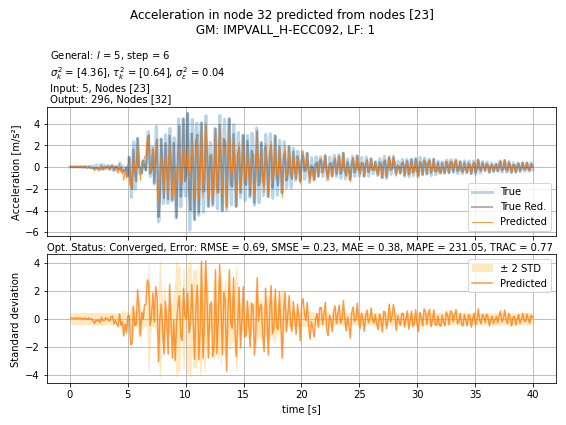 Acceleration in node 32 predicted from nodes [23]
GM: IMPVALL_H-ECC092, LF: 1
General: l = 5, step = 6
σ²ₖ = [4.36], τ²ₖ = [0.64], σ²ε = 0.04
Input: 5, Nodes [23]
Output: 296, Nodes [32]
Acceleration [m/s²]
4
2
0
−2
−4
−6
True
True Red.
Predicted
Opt. Status: Converged, Error: RMSE = 0.69, SMSE = 0.23, MAE = 0.38, MAPE = 231.05, TRAC = 0.77
Standard deviation
4
2
0
−2
−4
± 2 STD
Predicted
0 5 10 15 20 25 30 35 40
time [s]